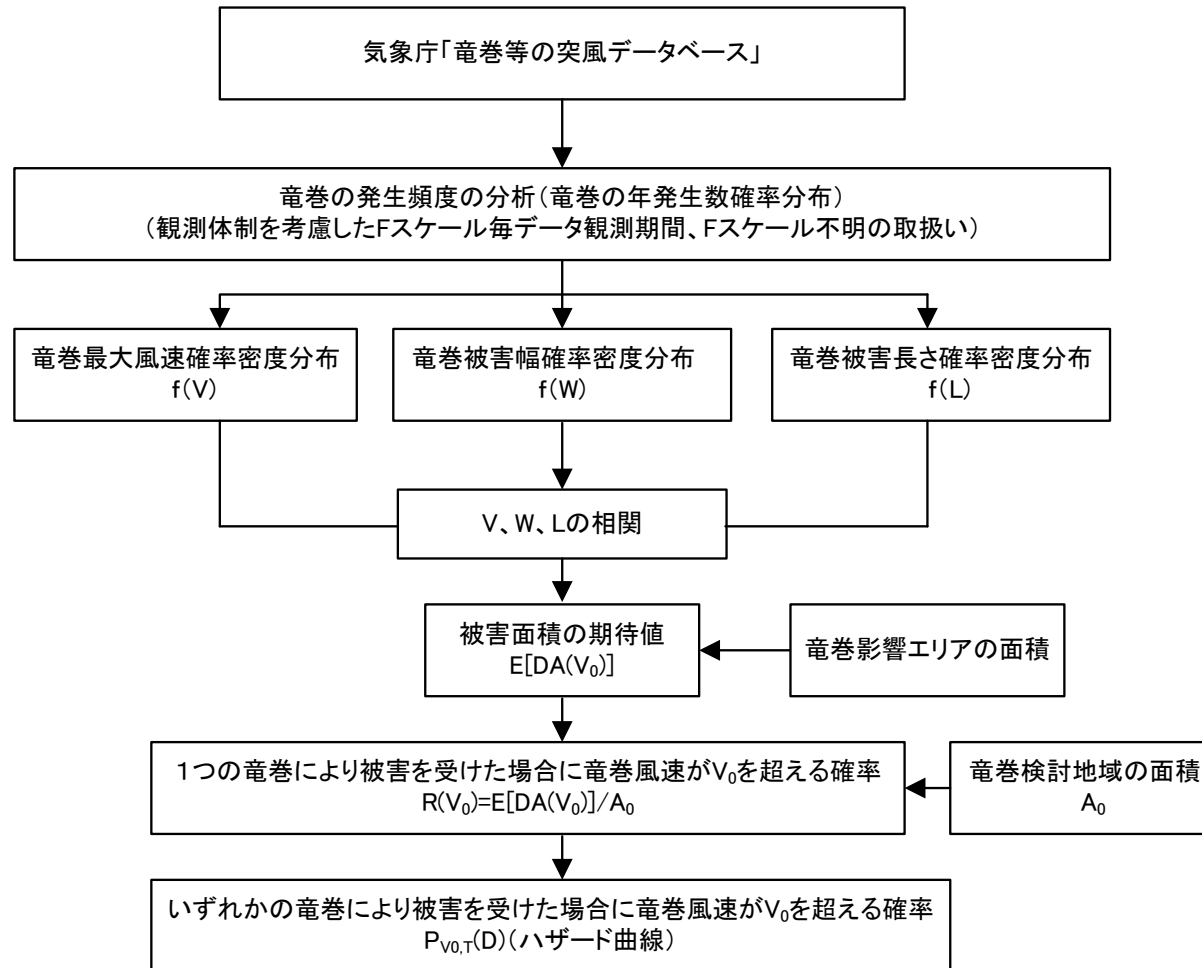 気象庁「竜巻等の突風データベース」
竜巻の発生頻度の分析(竜巻の年発生数確率分布)
(観測体制を考慮したFスケール毎データ観測期間、Fスケール不明の取扱い)
竜巻最大風速確率密度分布
f(V)
竜巻被害幅確率密度分布
f(W)
竜巻被害長さ確率密度分布
f(L)
V、W、Lの相関
被害面積の期待値
E[DA(V₀)]
竜巻影響エリアの面積
1つの竜巻により被害を受けた場合に竜巻風速がV₀を超える確率
R(V₀)=E[DA(V₀)]/A₀
竜巻検討地域の面積
A₀
いずれかの竜巻により被害を受けた場合に竜巻風速がV₀を超える確率
P_{V0,T}(D)(ハザード曲線)